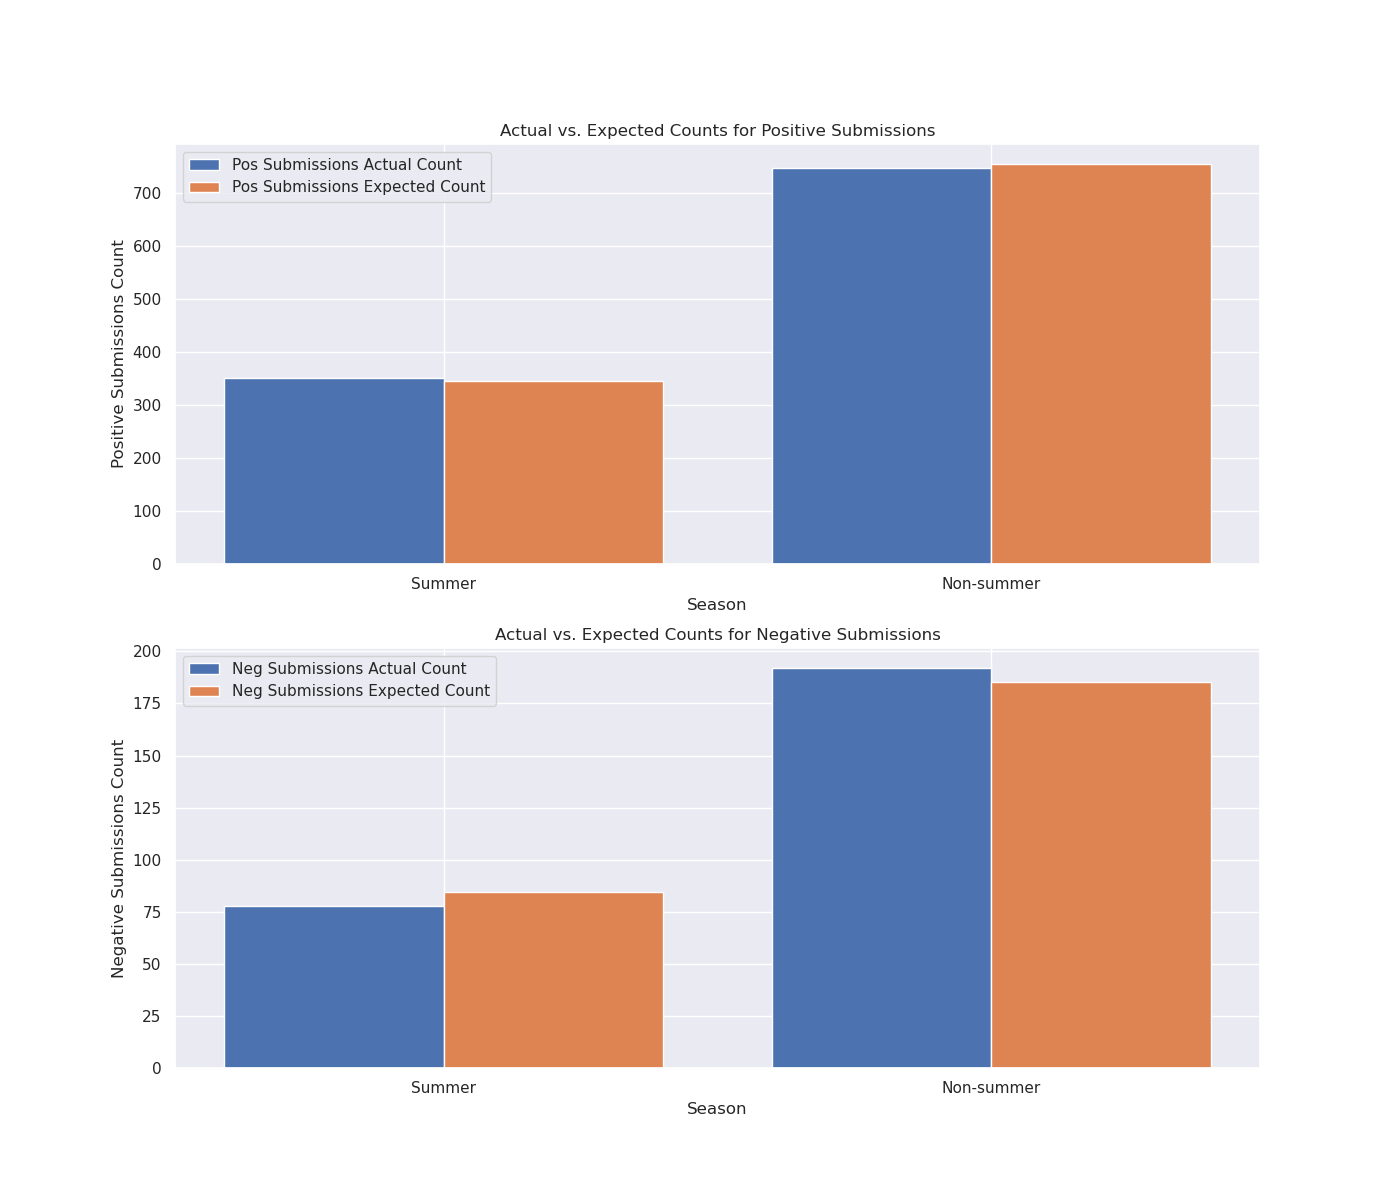 Actual vs. Expected Counts for Positive Submissions
Pos Submissions Actual Count
Pos Submissions Expected Count
Positive Submissions Count
700
600
500
400
300
200
100
0
Summer
Non-summer
Season
Actual vs. Expected Counts for Negative Submissions
Neg Submissions Actual Count
Neg Submissions Expected Count
Negative Submissions Count
200
175
150
125
100
75
50
25
0
Summer
Non-summer
Season